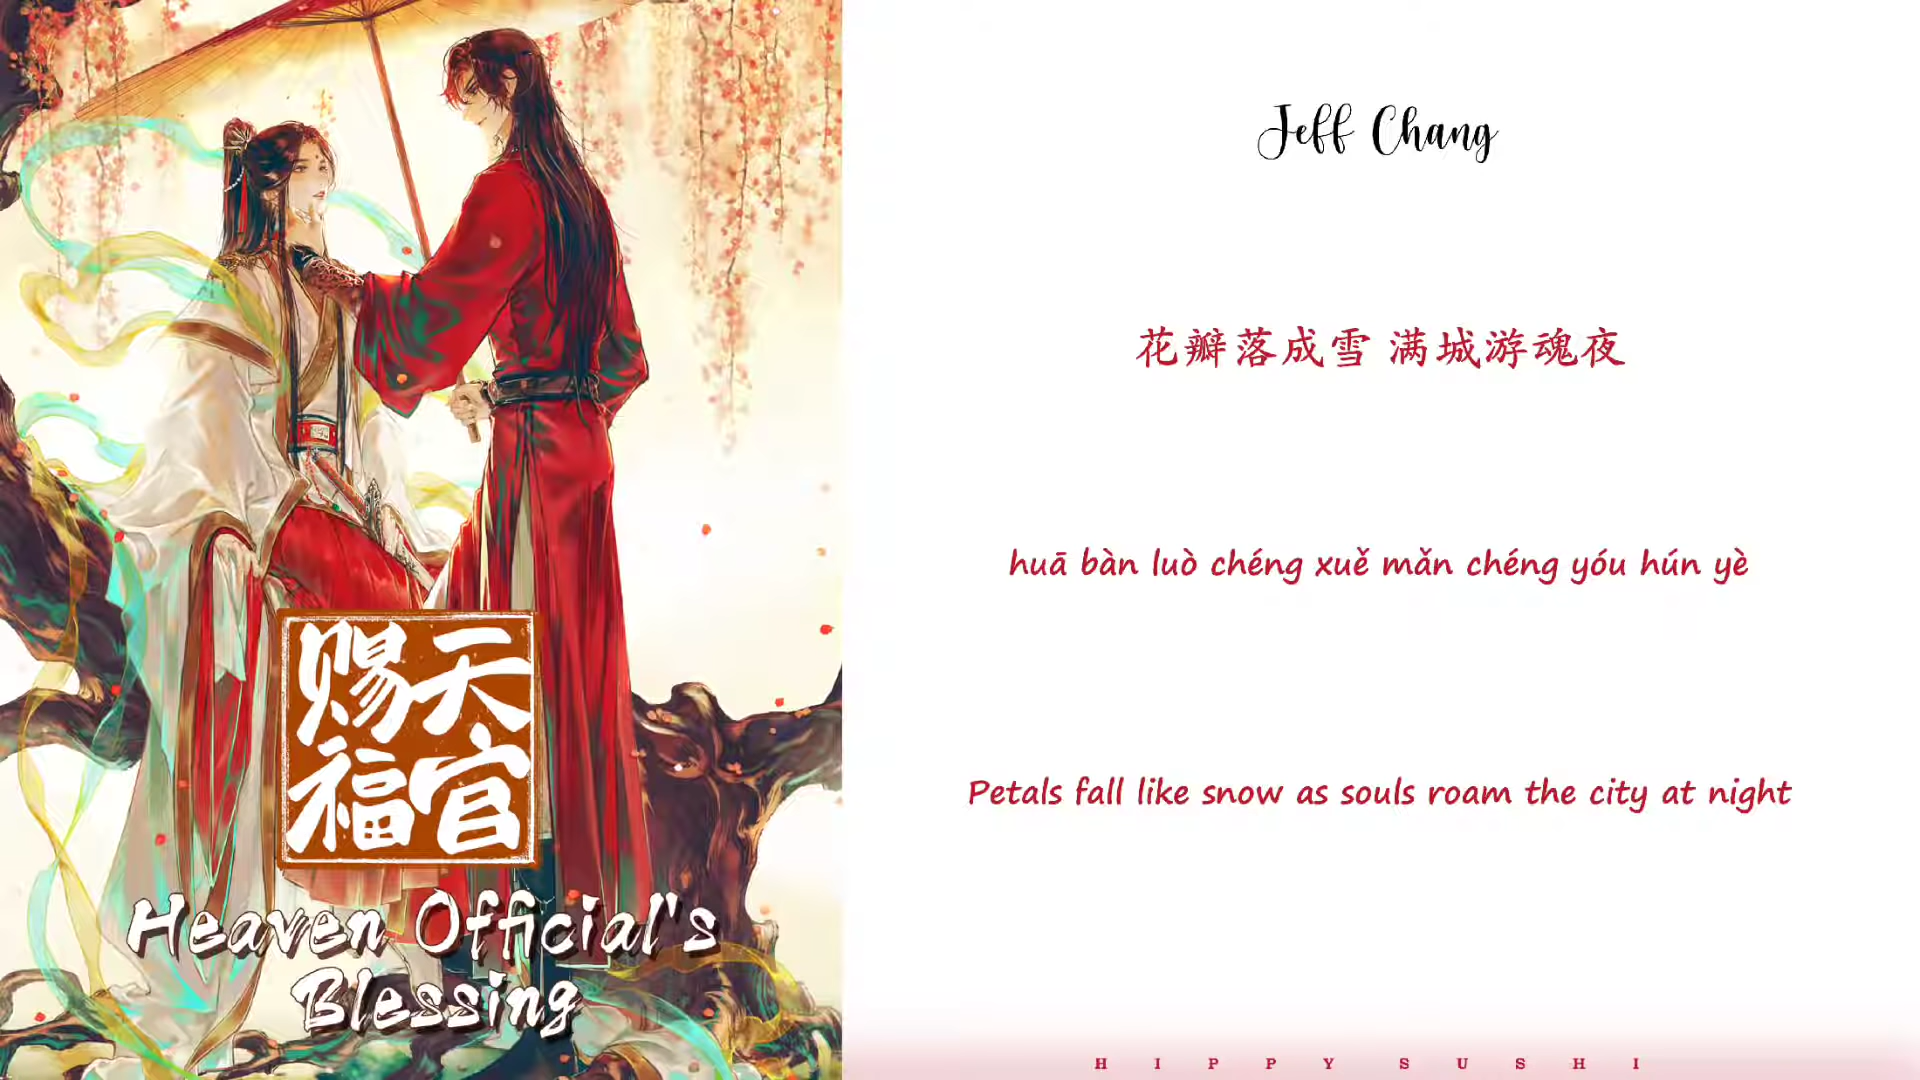 天官
赐福
Heaven Official's
Blessing
Jeff Chang
花瓣落成雪 满城游魂夜
huā bàn luò chéng xuě mǎn chéng yóu hún yè
Petals fall like snow as souls roam the city at night
HIPPYSUSHI